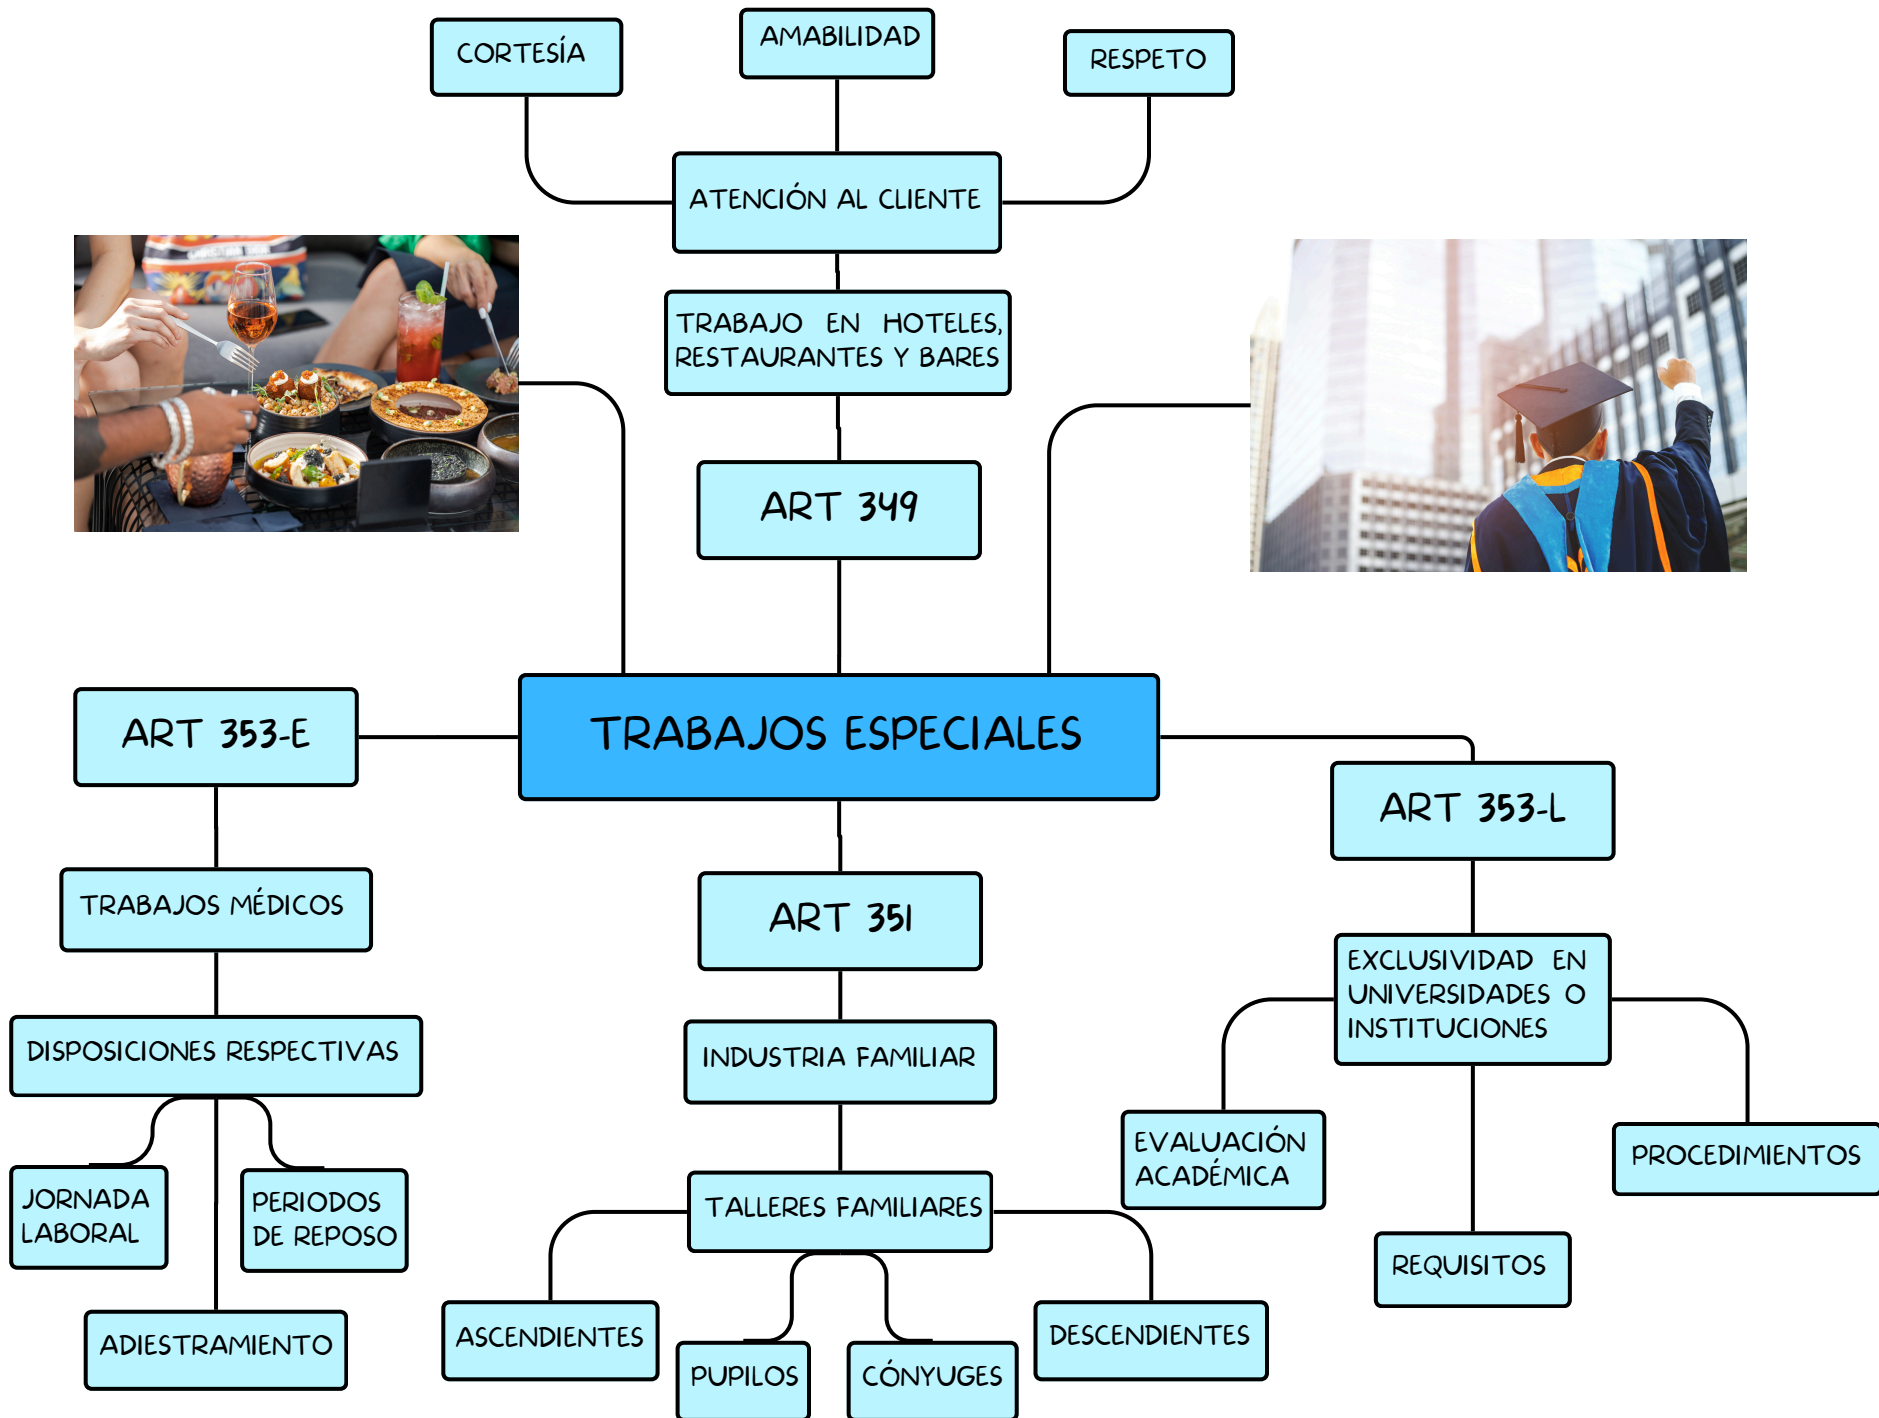 CORTESÍA
AMABILIDAD
RESPETO
ATENCIÓN AL CLIENTE
TRABAJO EN HOTELES,
RESTAURANTES Y BARES
ART 349
TRABAJOS ESPECIALES
ART 353-E
TRABAJOS MÉDICOS
DISPOSICIONES RESPECTIVAS
JORNADA
LABORAL
PERIODOS
DE REPOSO
ADIESTRAMIENTO
ART 351
INDUSTRIA FAMILIAR
TALLERES FAMILIARES
ASCENDIENTES
PUPILOS
CÓNYUGES
DESCENDIENTES
ART 353-L
EXCLUSIVIDAD EN
UNIVERSIDADES O
INSTITUCIONES
EVALUACIÓN
ACADÉMICA
REQUISITOS
PROCEDIMIENTOS